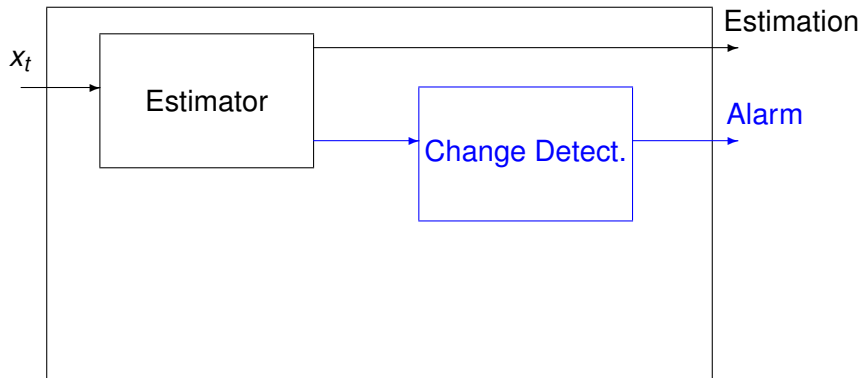 Estimation
x_t
Estimator
Alarm
Change Detect.